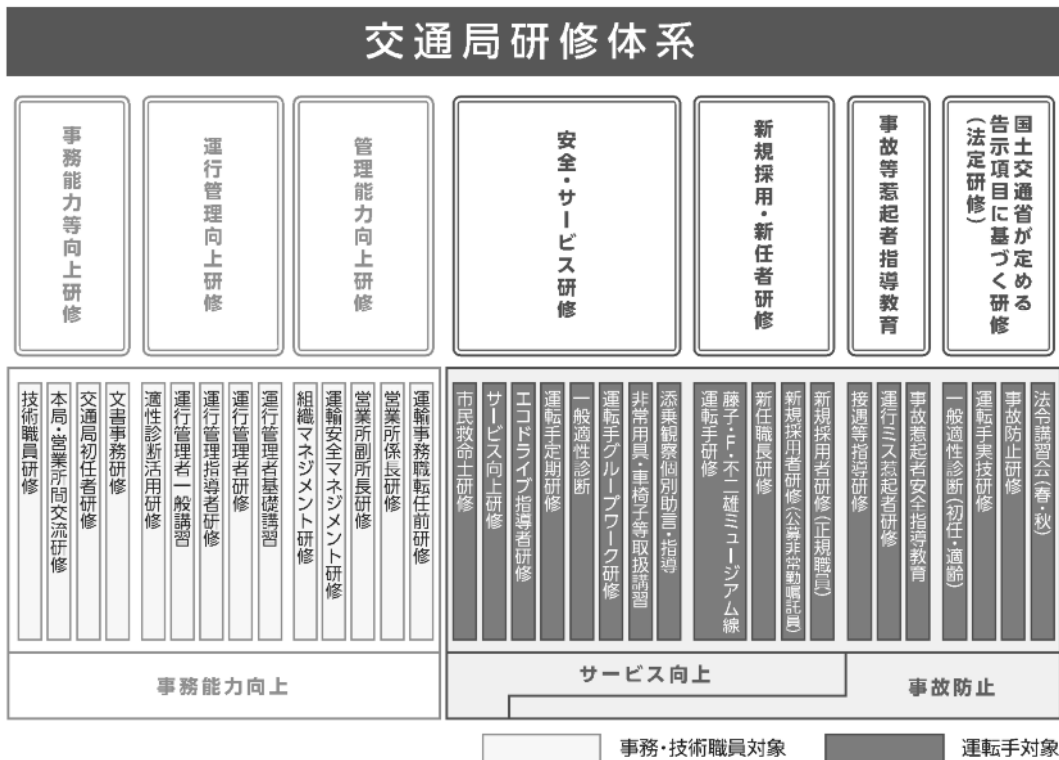 交通局研修体系
事務能力等向上研修
運行管理向上研修
管理能力向上研修
安全・サービス研修
新規採用・新任者研修
事故等惹起者指導教育
国土交通省が定める
告示項目に基づく研修
(法定研修)
技術職員研修
本局・営業所間交流研修
交通局初任者研修
文書事務研修
適性診断活用研修
運行管理者一般講習
運行管理指導者研修
運行管理者研修
運行管理者基礎講習
組織マネジメント研修
運輸安全マネジメント研修
営業所副所長研修
営業所係長研修
運輸事務職転任前研修
市民救命士研修
サービス向上研修
エコドライブ指導者研修
運転手定期研修
一般適性診断
運転手グループワーク研修
非常用具・車椅子等取扱講習
添乗観察個別助言・指導
藤子・F・不二雄ミュージアム線
運転手研修
新任職長研修
新規採用者研修(公募非常勤嘱託員)
新規採用者研修(正規職員)
接遇等指導研修
運行ミス惹起者研修
事故惹起者安全指導教育
一般適性診断(初任・適齢)
運転手実技研修
事故防止研修
法令講習会(春・秋)
事務能力向上
サービス向上
事故防止
事務・技術職員対象
運転手対象